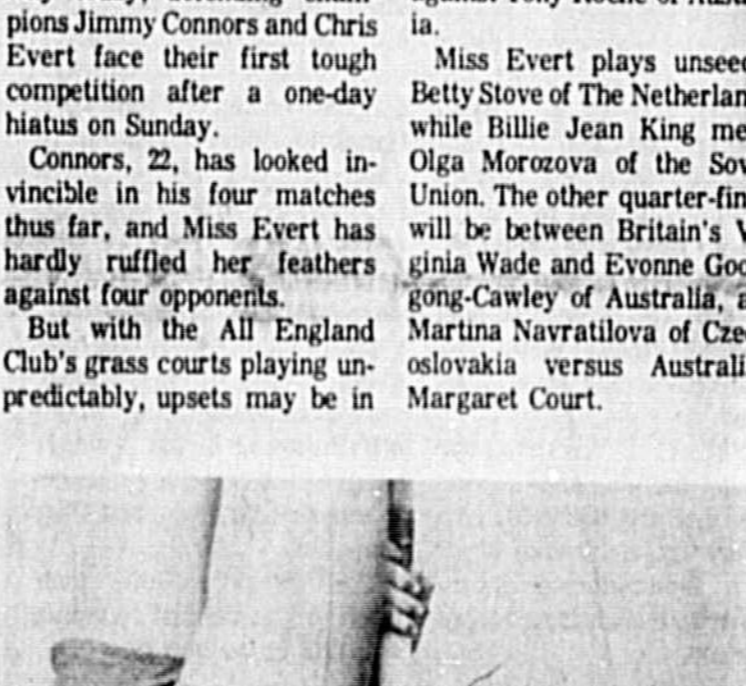 pions Jimmy Connors and Chris
Evert face their first tough
competition after a one-day
hiatus on Sunday.
Connors, 22, has looked in-
vincible in his four matches
thus far, and Miss Evert has
hardly ruffled her feathers
against four opponents.
But with the All England
Club's grass courts playing un-
predictably, upsets may be in
ia.
Miss Evert plays unseed
Betty Stove of The Netherlan
while Billie Jean King me
Olga Morozova of the Sov
Union. The other quarter-fin
will be between Britain's V
ginia Wade and Evonne Goo
gong-Cawley of Australia, a
Martina Navratilova of Cze
oslovakia versus Australi
Margaret Court.